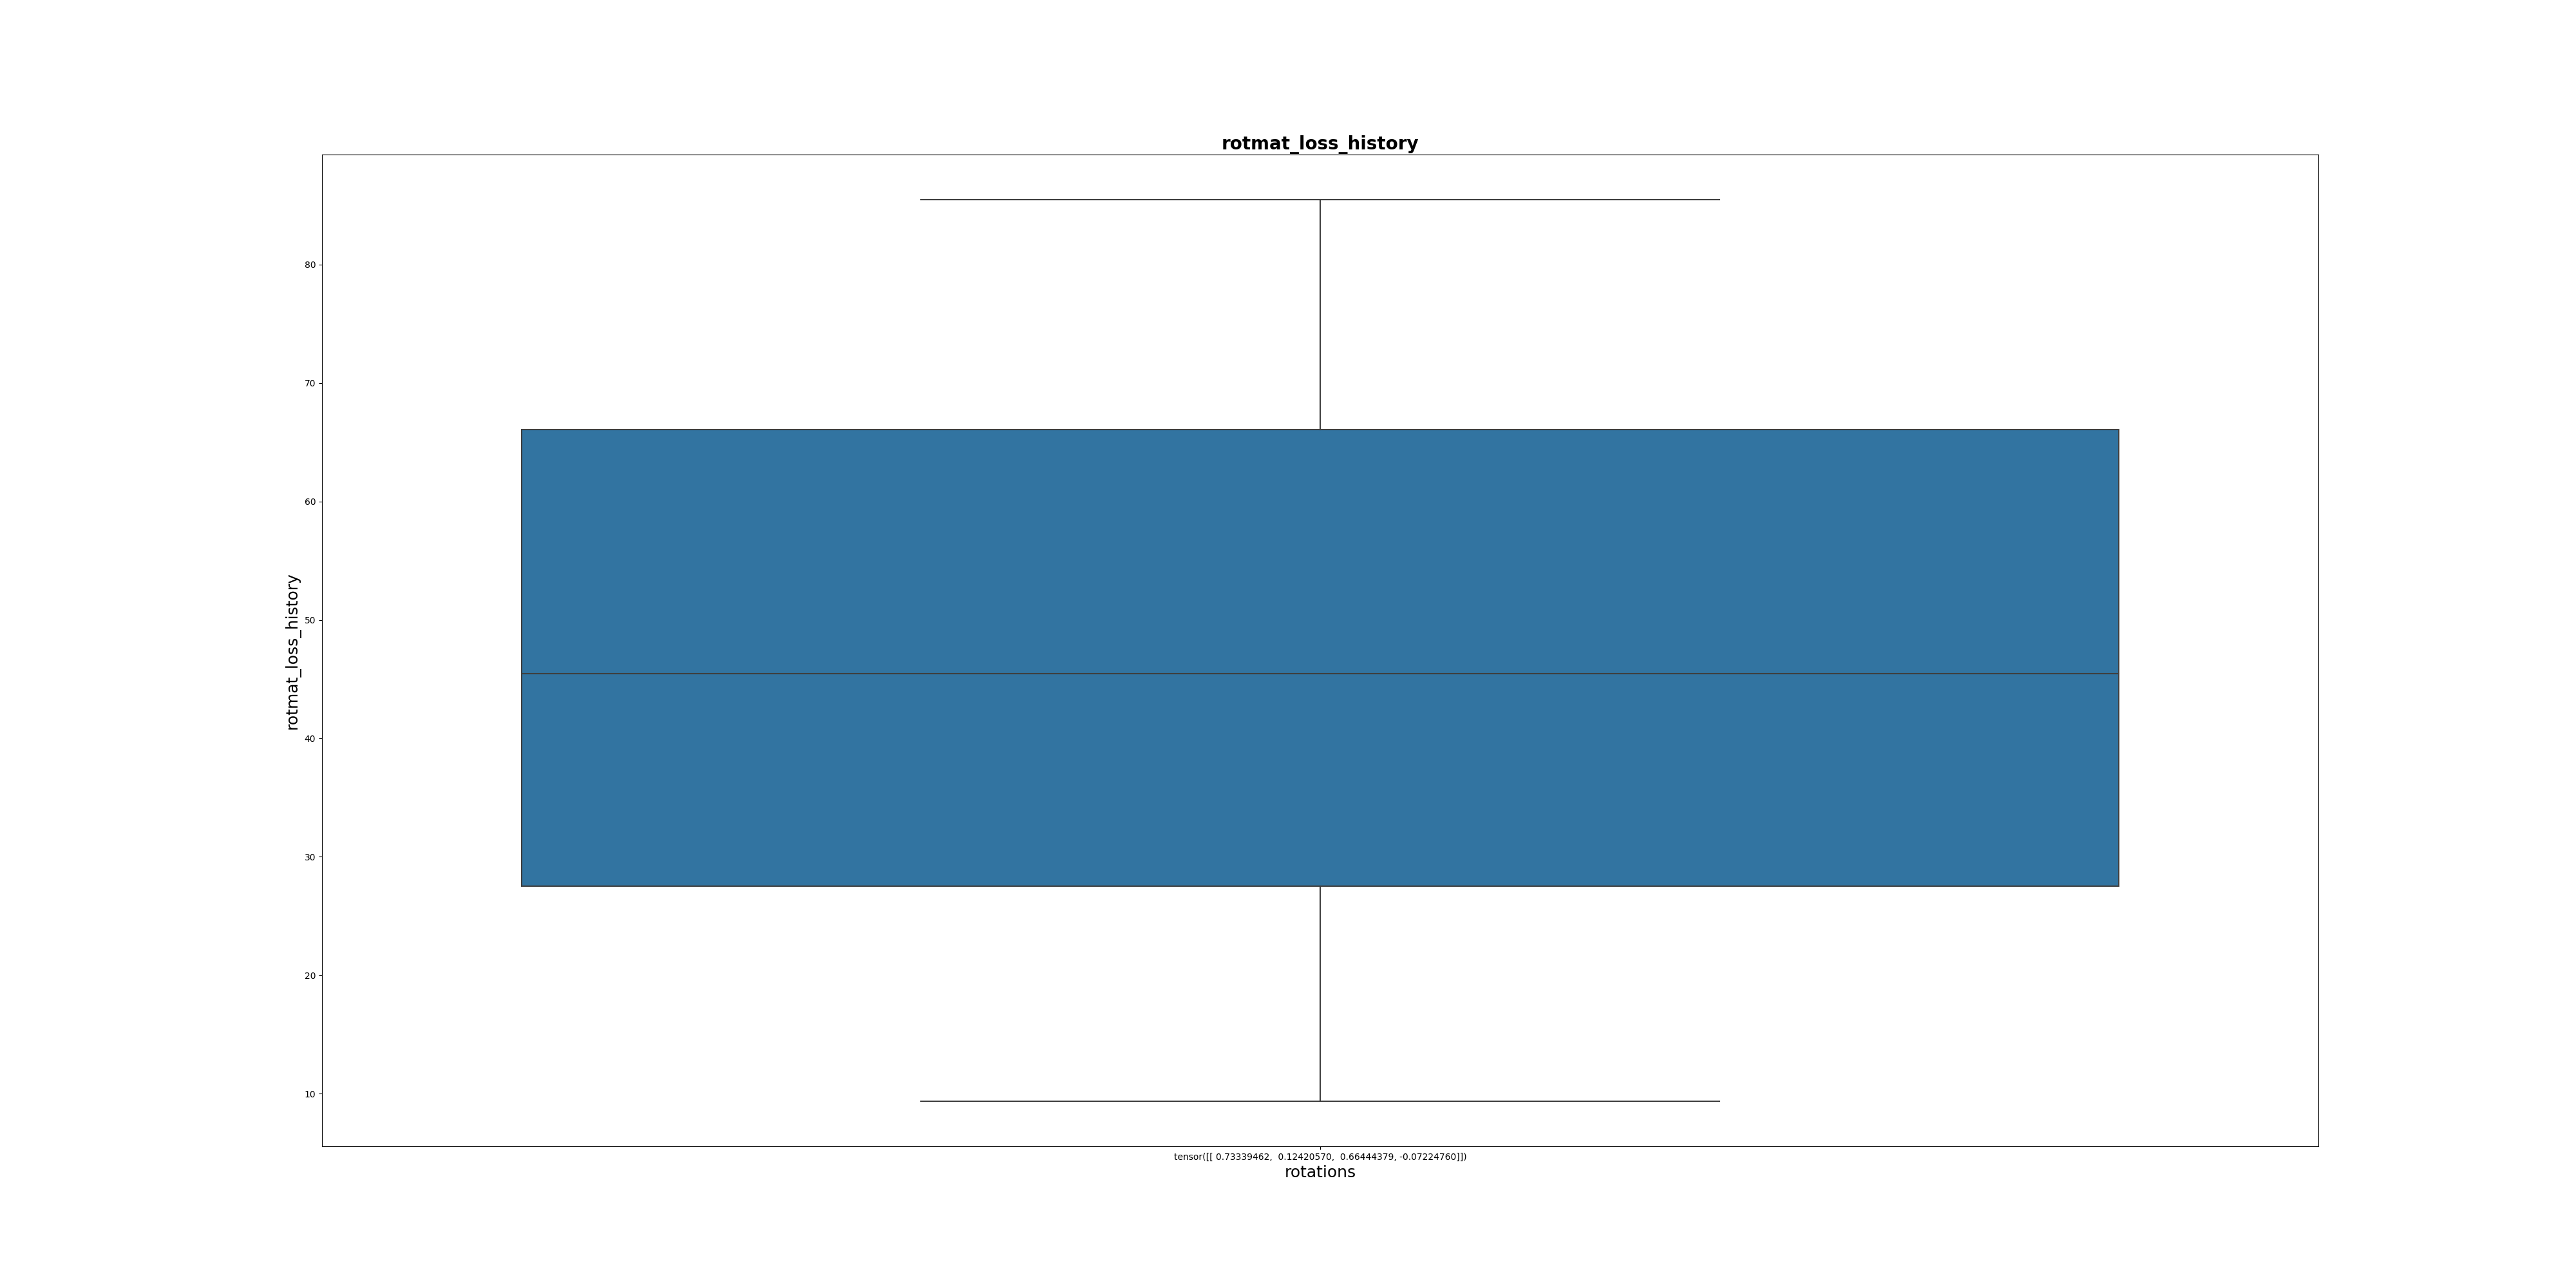 rotmat_loss_history
80
70
60
50
40
30
20
10
rotmat_loss_history
tensor([[ 0.73339462,  0.12420570,  0.66444379, -0.07224760]])
rotations